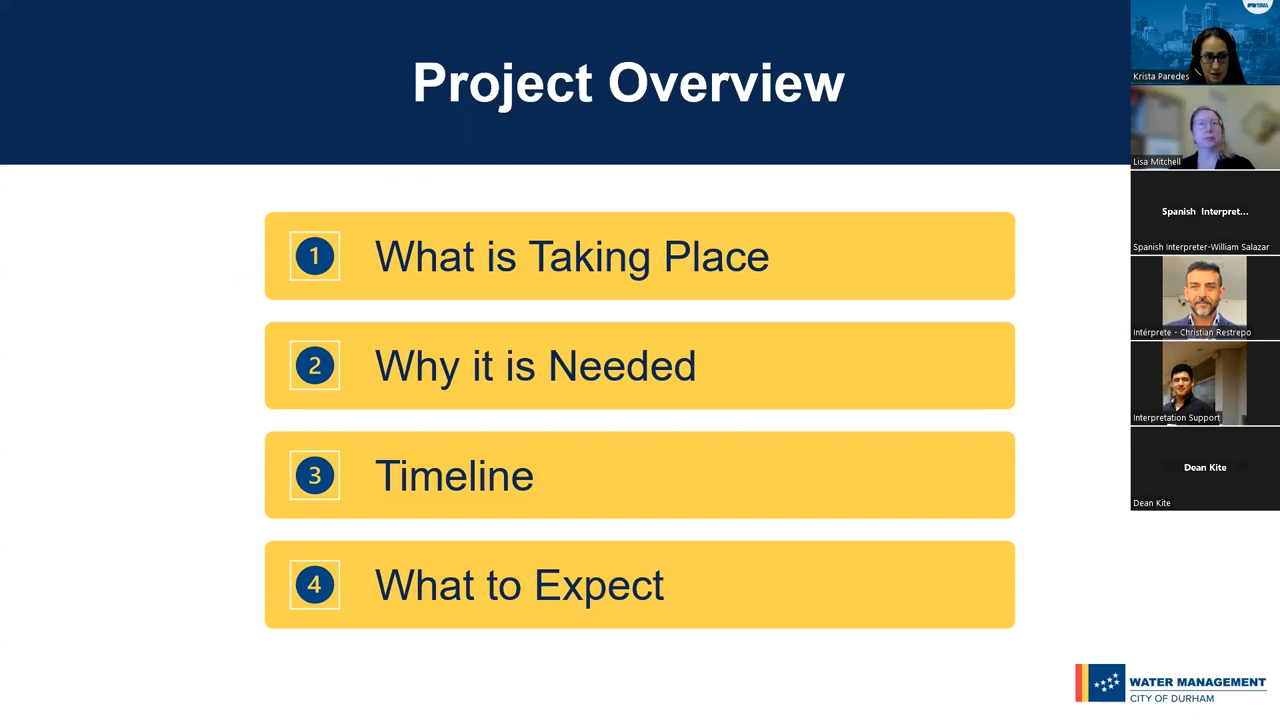 Project Overview
1
What is Taking Place
2
Why it is Needed
3
Timeline
4
What to Expect
WATER MANAGEMENT
CITY OF DURHAM
Krista Paredes
Lisa Mitchell
Spanish Interpret...
Spanish Interpreter-William Salazar
Intérprete - Christian Restrepo
Interpretation Support
Dean Kite
Dean Kite